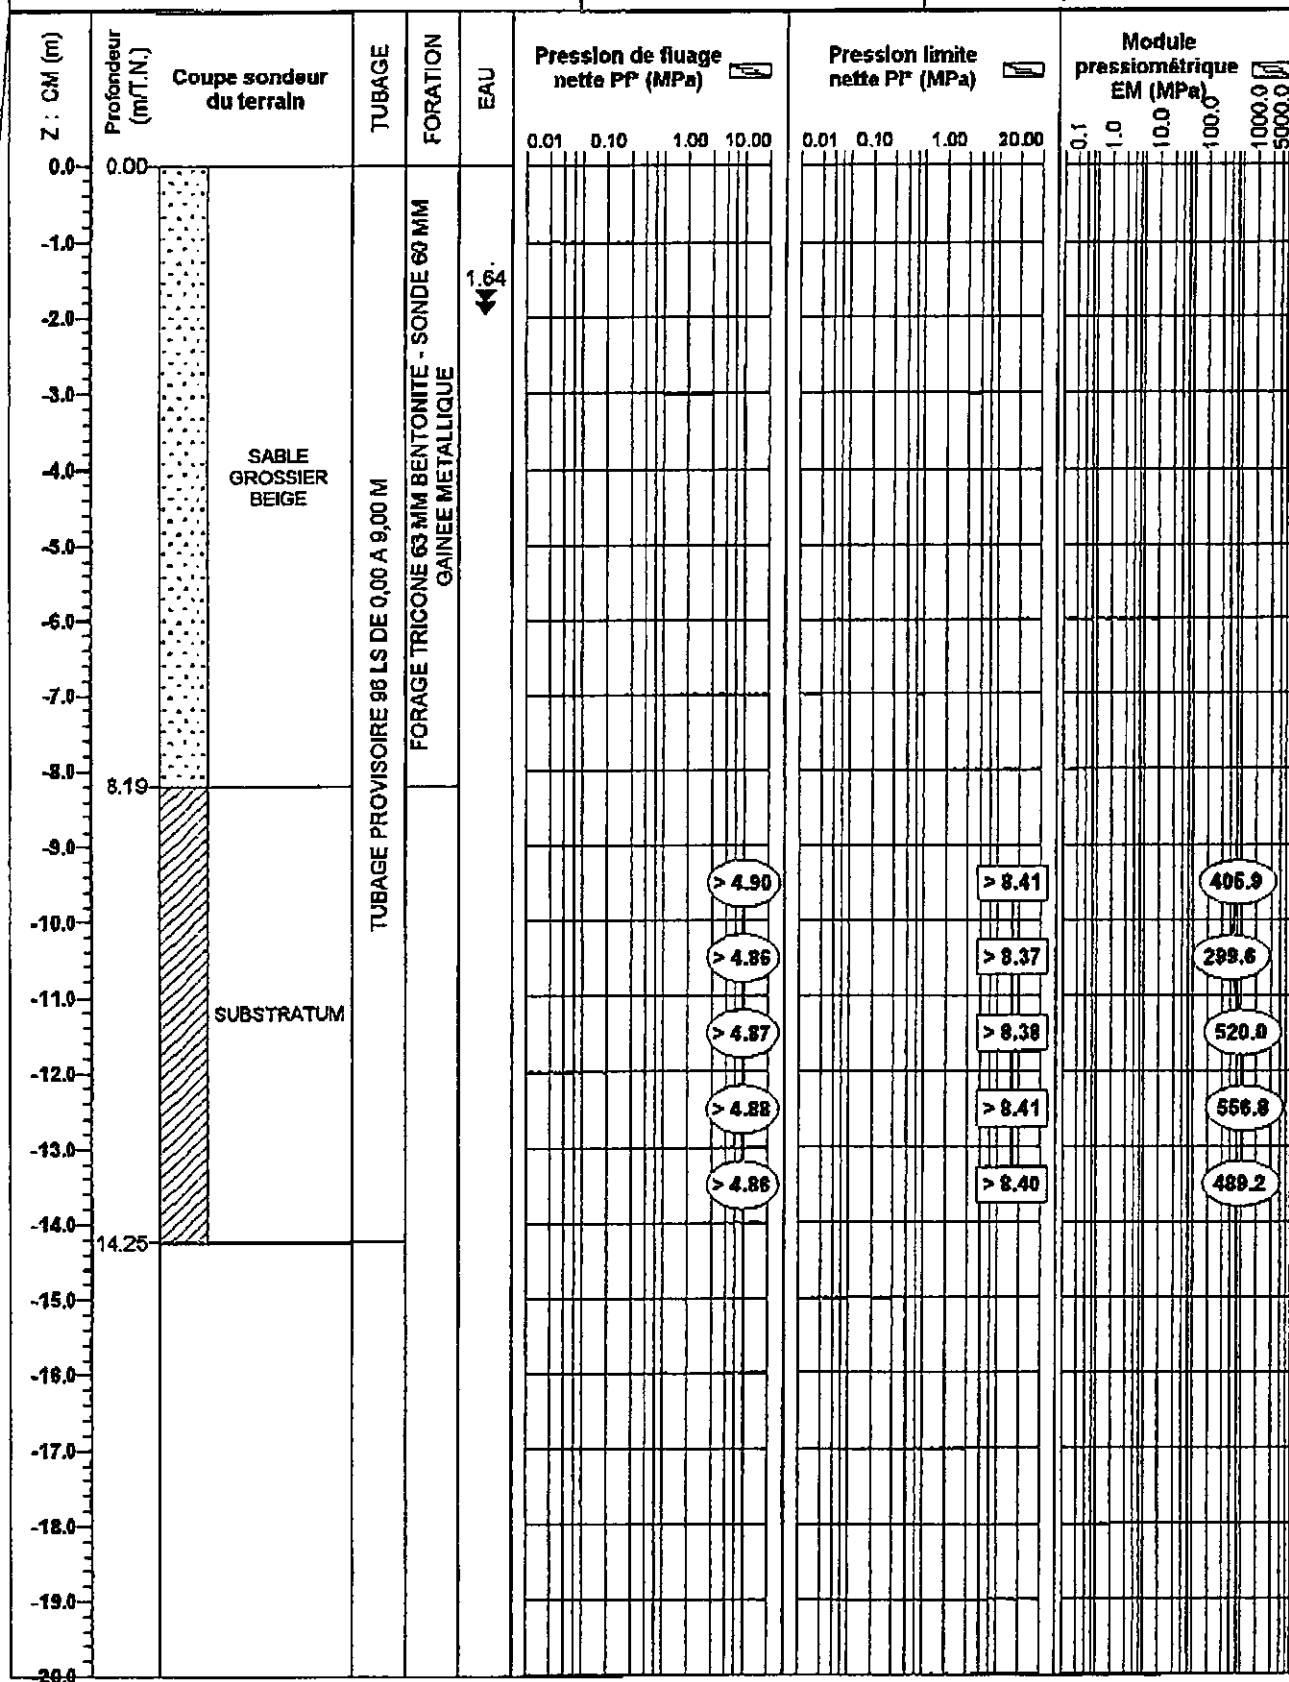 Z : CM (m)
Profondeur
(m/T.N.)
Coupe sondeur
du terrain
TUBAGE
FORATION
EAU
Pression de fluage
nette Pf* (MPa)
Pression limite
nette Pl* (MPa)
Module
pressiométrique
EM (MPa)
0.01 0.10 1.00 10.00
0.01 0.10 1.00 20.00
0.1 1.0 10.0 100.0 1000.0 5000.0
0.0
0.00
-1.0
1.64
-2.0
-3.0
-4.0
SABLE
GROSSIER
BEIGE
-5.0
-6.0
-7.0
-8.0
8.19
TUBAGE PROVISOIRE 98 LS DE 0,00 A 9,00 M
FORAGE TRICONE 63 MM BENTONITE - SONDE 60 MM
GAINEE METALLIQUE
-9.0
> 4.90 > 8.41 406.9
-10.0
> 4.86 > 8.37 299.6
-11.0
SUBSTRATUM
> 4.87 > 8.38 520.0
-12.0
> 4.88 > 8.41 556.8
-13.0
> 4.86 > 8.40 489.2
-14.0
14.25
-15.0
-16.0
-17.0
-18.0
-19.0
-20.0